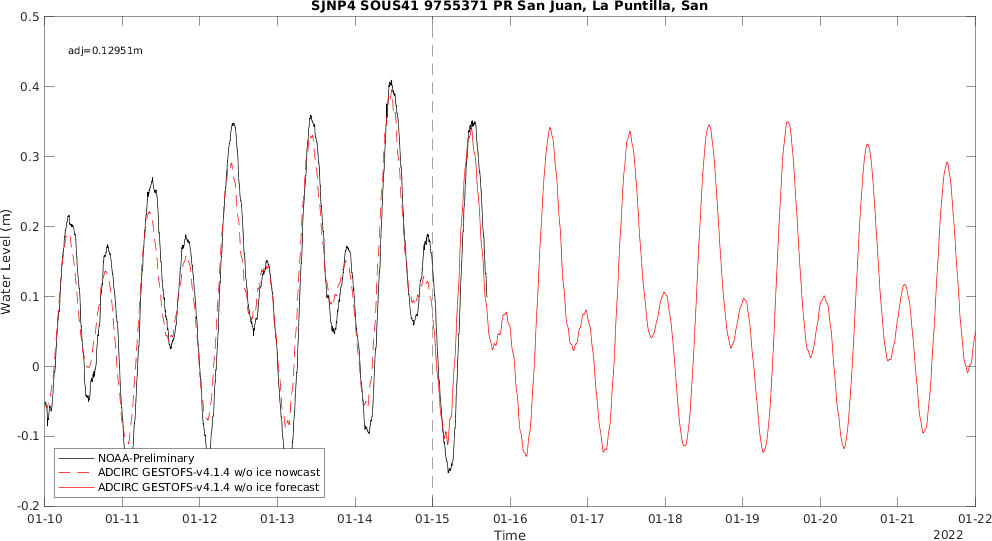 SJNP4 SOUS41 9755371 PR San Juan, La Puntilla, San
adj=0.12951m
Water Level (m)
0.5
0.4
0.3
0.2
0.1
0
-0.1
-0.2
NOAA-Preliminary
ADCIRC GESTOFS-v4.1.4 w/o ice nowcast
ADCIRC GESTOFS-v4.1.4 w/o ice forecast
01-10 01-11 01-12 01-13 01-14 01-15 01-16 01-17 01-18 01-19 01-20 01-21 01-22
Time
2022